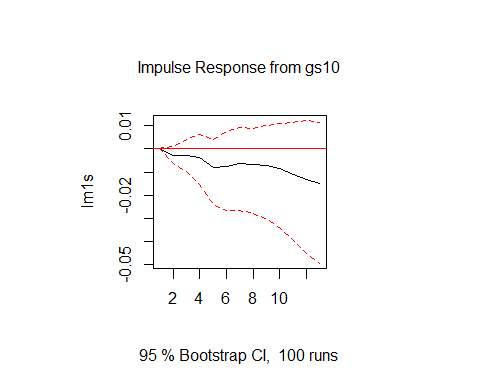 Impulse Response from gs10
0.01
-0.02
-0.05
lm1s
2 4 6 8 10
95 % Bootstrap CI, 100 runs